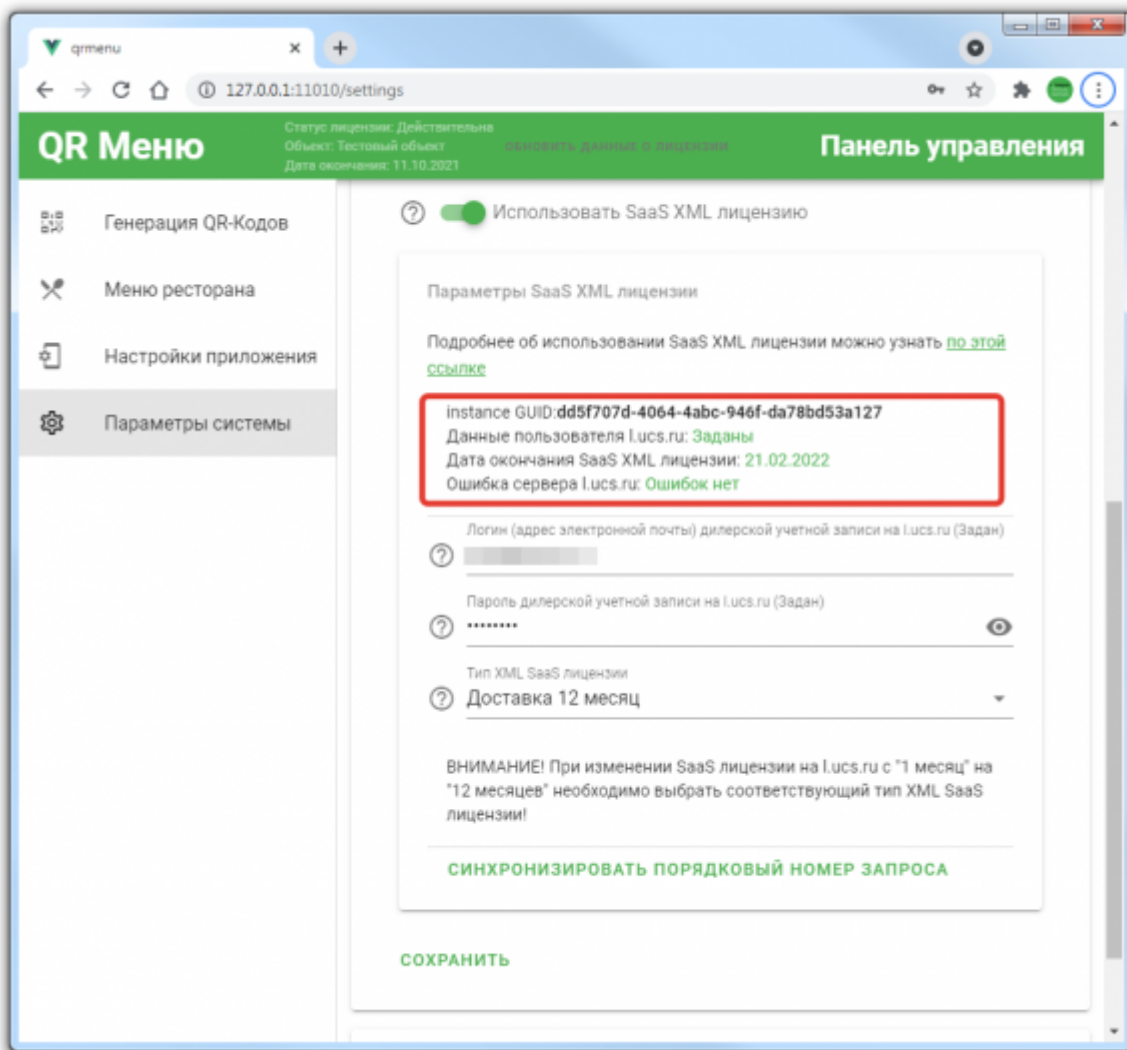 qrmenu
127.0.0.1:11010/settings
QR Меню
Статус лицензии: Действительна
Объект: Тестовый объект
Дата окончания: 11.10.2021
ОБНОВИТЬ ДАННЫЕ О ЛИЦЕНЗИИ
Панель управления
Генерация QR-Кодов
Меню ресторана
Настройки приложения
Параметры системы
Использовать SaaS XML лицензию
Параметры SaaS XML лицензии
Подробнее об использовании SaaS XML лицензии можно узнать по этой
ссылке
instance GUID:dd5f707d-4064-4abc-946f-da78bd53a127
Данные пользователя l.ucs.ru: Заданы
Дата окончания SaaS XML лицензии: 21.02.2022
Ошибка сервера l.ucs.ru: Ошибок нет
Логин (адрес электронной почты) дилерской учетной записи на l.ucs.ru (Задан)
Пароль дилерской учетной записи на l.ucs.ru (Задан)
••••••••
Тип XML SaaS лицензии
Доставка 12 месяц
ВНИМАНИЕ! При изменении SaaS лицензии на l.ucs.ru с "1 месяц" на
"12 месяцев" необходимо выбрать соответствующий тип XML SaaS
лицензии!
СИНХРОНИЗИРОВАТЬ ПОРЯДКОВЫЙ НОМЕР ЗАПРОСА
СОХРАНИТЬ